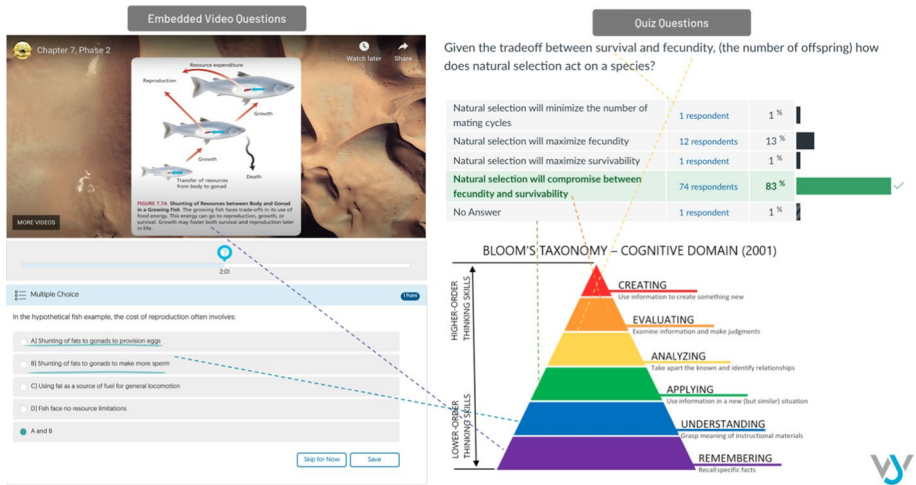 Embedded Video Questions
Chapter 7, Phase 2
Watch later
Share
Resource expenditure
Reproduction
Growth
Growth
Transfer of resources
from body to gonad
Death
FIGURE 7.7A Shunting of Resources between Body and Gonad
in a Growing Fish The growing fish faces tradeoffs in its use of
food energy. This energy can go to reproduction, growth, or
survival. Growth may foster both survival and reproduction later
in life.
MORE VIDEOS
2:01
Multiple Choice
1 Point
In the hypothetical fish example, the cost of reproduction often involves:
A) Shunting of fats to gonads to provision eggs
B) Shunting of fats to gonads to make more sperm
C) Using fat as a source of fuel for general locomotion
D) Fish face no resource limitations
A and B
Skip for Now
Save
Quiz Questions
Given the tradeoff between survival and fecundity, (the number of offspring) how
does natural selection act on a species?
Natural selection will minimize the number of
mating cycles
1 respondent
1 %
Natural selection will maximize fecundity
12 respondents
13 %
Natural selection will maximize survivability
1 respondent
1 %
Natural selection will compromise between
fecundity and survivability
74 respondents
83 %
No Answer
1 respondent
1 %
BLOOM'S TAXONOMY – COGNITIVE DOMAIN (2001)
HIGHER-ORDER
THINKING SKILLS
LOWER-ORDER
THINKING SKILLS
CREATING
Use information to create something new
EVALUATING
Examine information and make judgments
ANALYZING
Take apart the known and identify relationships
APPLYING
Use information in a new (but similar) situation
UNDERSTANDING
Grasp meaning of instructional materials
REMEMBERING
Recall specific facts